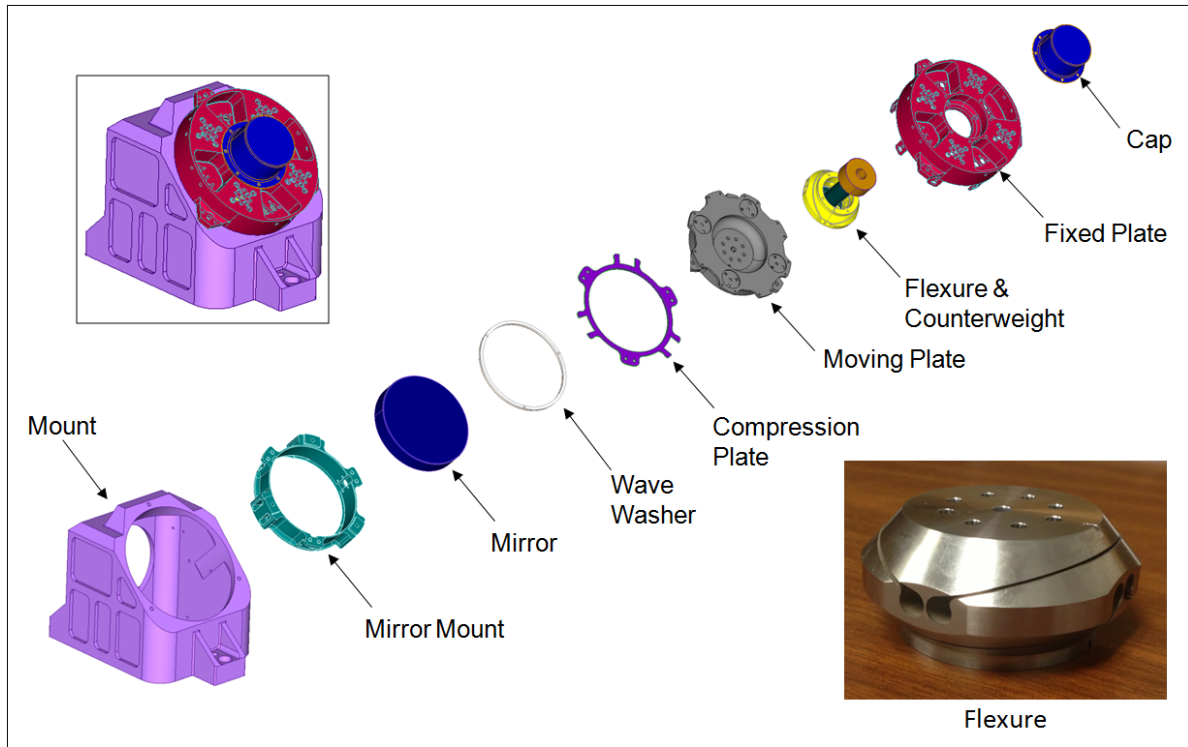 Cap
Fixed Plate
Flexure &
Counterweight
Moving Plate
Compression
Plate
Wave
Washer
Mirror
Mirror Mount
Mount
Flexure